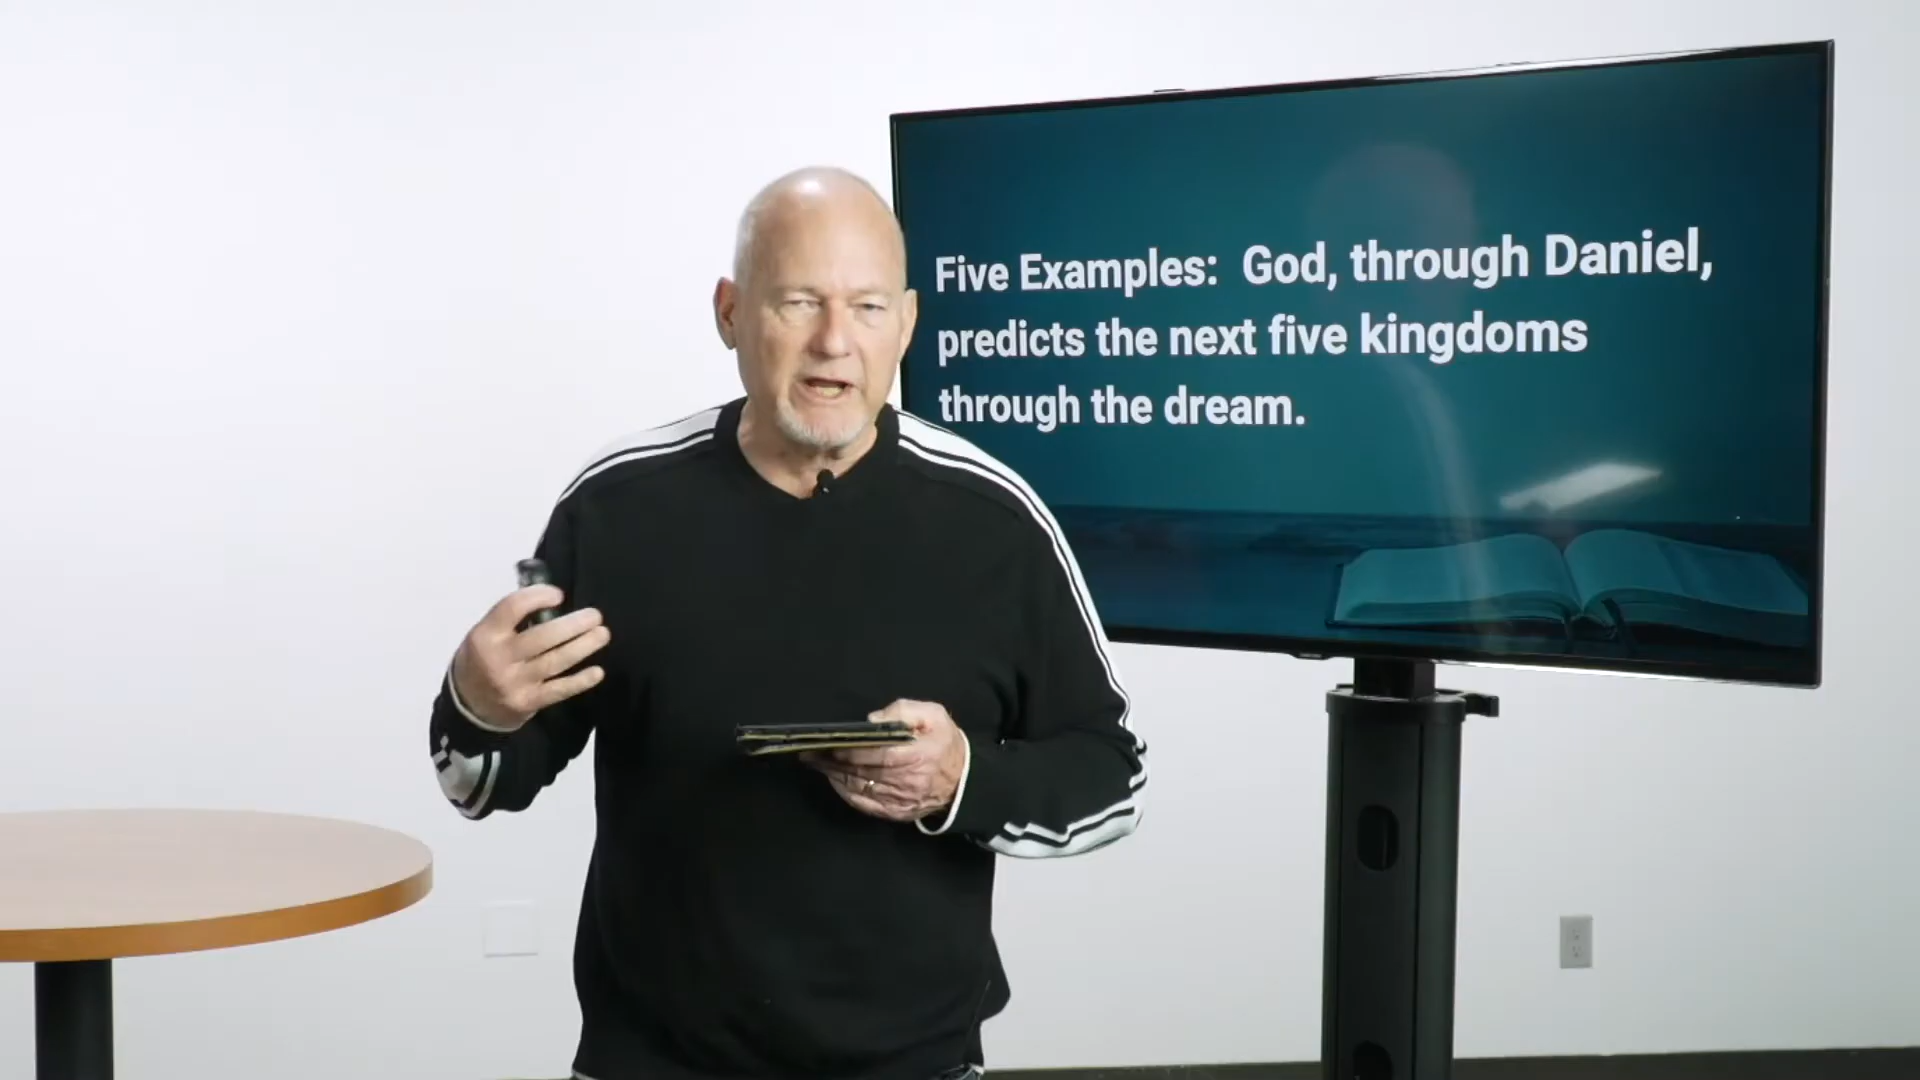 Five Examples:  God, through Daniel,
predicts the next five kingdoms
through the dream.